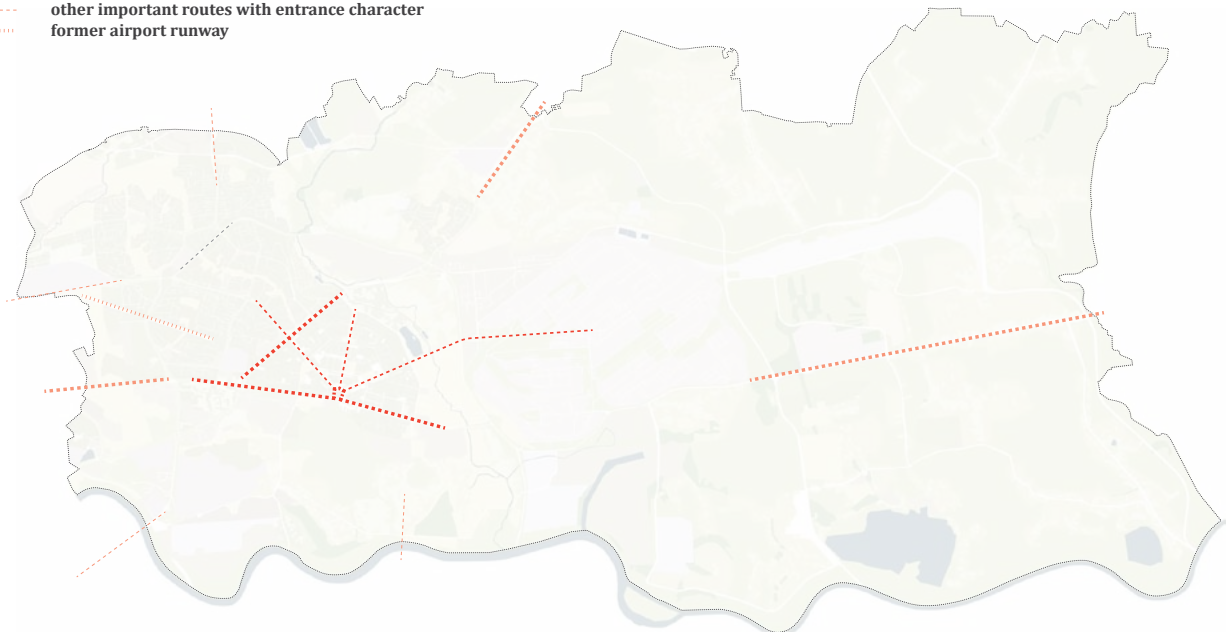 other important routes with entrance character
former airport runway